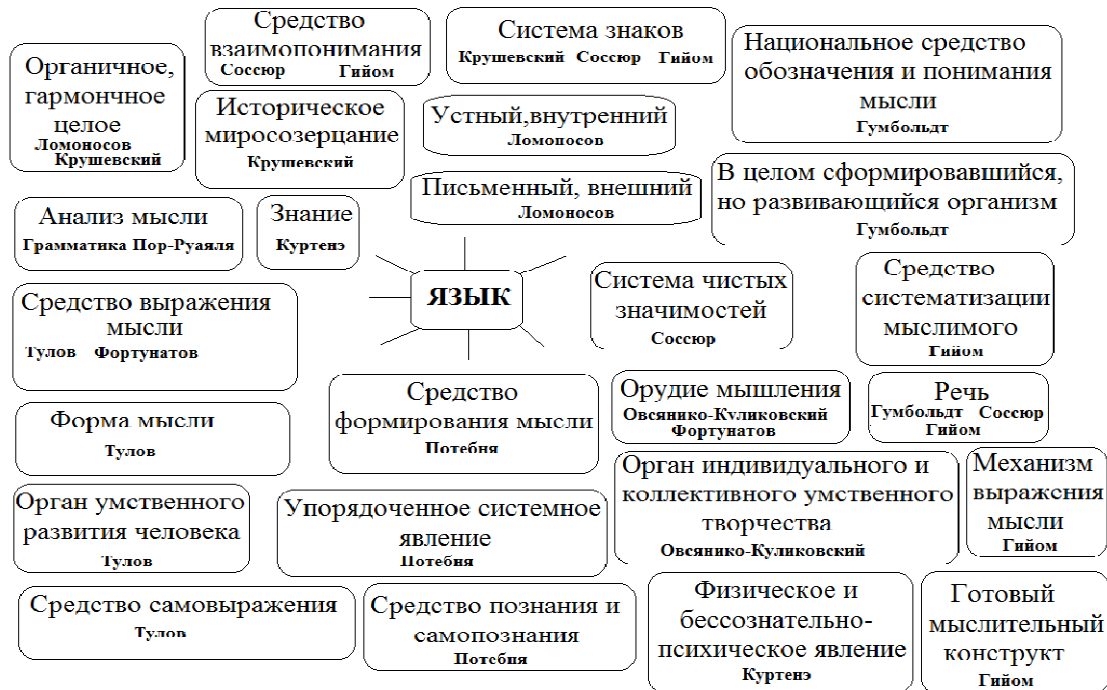 Средство
взаимопонимания
Соссюр Гийом
Система знаков
Крушевский Соссюр Гийом
Национальное средство
обозначения и понимания
мысли
Гумбольдт
Органичное,
гармончное
целое
Ломоносов
Крушевский
Историческое
миросозерцание
Крушевский
Устный,внутренний
Ломоносов
Письменный, внешний
Ломоносов
В целом сформировавшийся,
но развивающийся организм
Гумбольдт
Анализ мысли
Грамматика Пор-Руаяля
Знание
Куртенэ
ЯЗЫК
Система чистых
значимостей
Соссюр
Средство
систематизации
мыслимого
Гийом
Средство выражения
мысли
Тулов Фортунатов
Средство
формирования мысли
Потебня
Орудие мышления
Овсянико-Куликовский
Фортунатов
Речь
Гумбольдт Соссюр
Гийом
Форма мысли
Тулов
Орган умственного
развития человека
Тулов
Упорядоченное системное
явление
Потебня
Орган индивидуального и
коллективного умственного
творчества
Овсянико-Куликовский
Механизм
выражения
мысли
Гийом
Средство самовыражения
Тулов
Средство познания и
самопознания
Потебня
Физическое и
бессознательно-
психическое явление
Куртенэ
Готовый
мыслительный
конструкт
Гийом